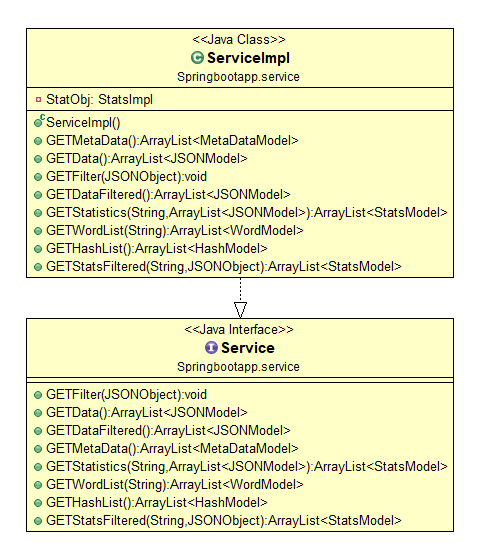 <<Java Class>>
ServiceImpl
Springbootapp.service
StatObj: StatsImpl
ServiceImpl()
GETMetaData():ArrayList<MetaDataModel>
GETData():ArrayList<JSONModel>
GETFilter(JSONObject):void
GETDataFiltered():ArrayList<JSONModel>
GETStatistics(String,ArrayList<JSONModel>):ArrayList<StatsModel>
GETWordList(String):ArrayList<WordModel>
GETHashList():ArrayList<HashModel>
GETStatsFiltered(String,JSONObject):ArrayList<StatsModel>
<<Java Interface>>
Service
Springbootapp.service
GETFilter(JSONObject):void
GETData():ArrayList<JSONModel>
GETDataFiltered():ArrayList<JSONModel>
GETMetaData():ArrayList<MetaDataModel>
GETStatistics(String,ArrayList<JSONModel>):ArrayList<StatsModel>
GETWordList(String):ArrayList<WordModel>
GETHashList():ArrayList<HashModel>
GETStatsFiltered(String,JSONObject):ArrayList<StatsModel>